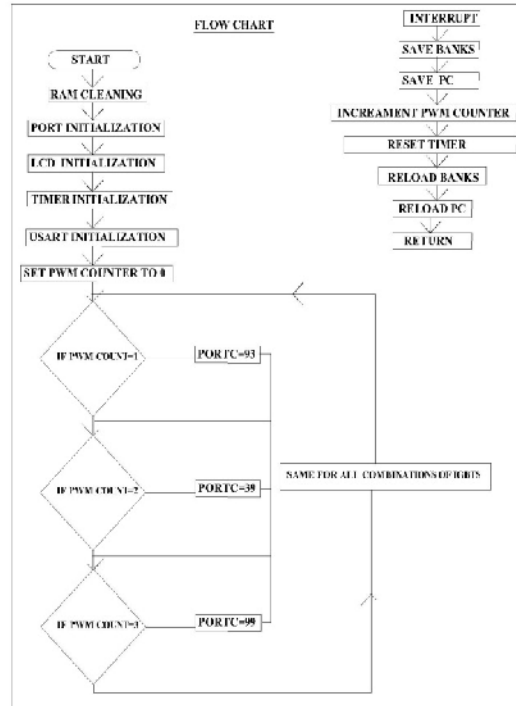 FLOW CHART
START
RAM CLEANING
PORT INITIALIZATION
LCD INITIALIZATION
TIMER INITIALIZATION
USART INITIALIZATION
SET PWM COUNTER TO 0
IF PWM COUNT=1
PORTC=93
IF PWM COUNT=2
PORTC=39
IF PWM COUNT=3
PORTC=99
SAME FOR ALL COMBINATIONS OF IGBTS
INTERRUPT
SAVE BANKS
SAVE PC
INCREAMENT PWM COUNTER
RESET TIMER
RELOAD BANKS
RELOAD PC
RETURN